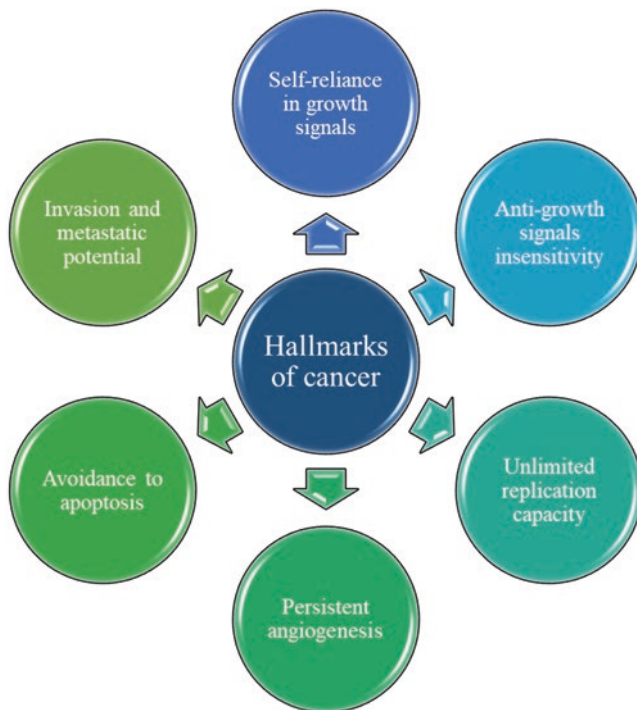 Self-reliance
in growth
signals
Invasion and
metastatic
potential
Anti-growth
signals
insensitivity
Hallmarks
of cancer
Avoidance to
apoptosis
Unlimited
replication
capacity
Persistent
angiogenesis